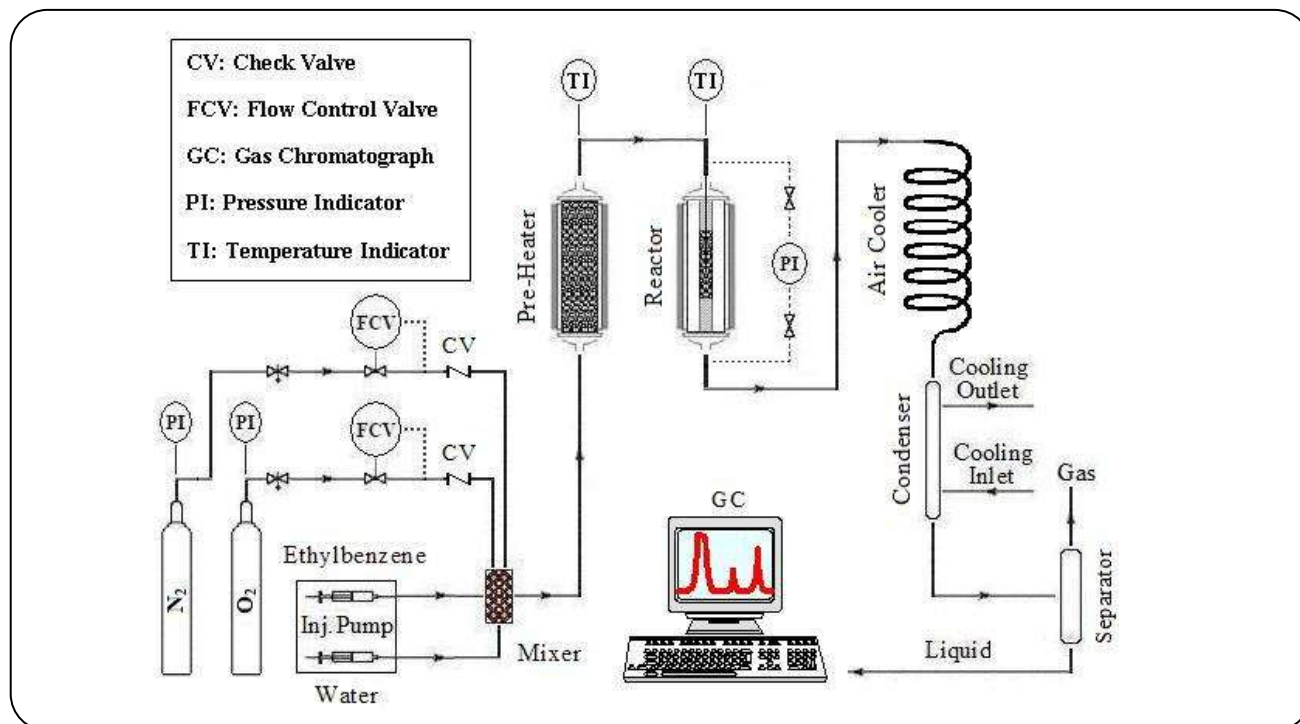 CV: Check Valve
FCV: Flow Control Valve
GC: Gas Chromatograph
PI: Pressure Indicator
TI: Temperature Indicator
TI
TI
Pre-Heater
Reactor
PI
Air Cooler
FCV
CV
PI
PI
FCV
CV
Cooling
Outlet
Cooling
Inlet
Condenser
Gas
Separator
GC
N₂
O₂
Ethylbenzene
Inj. Pump
Water
Mixer
Liquid